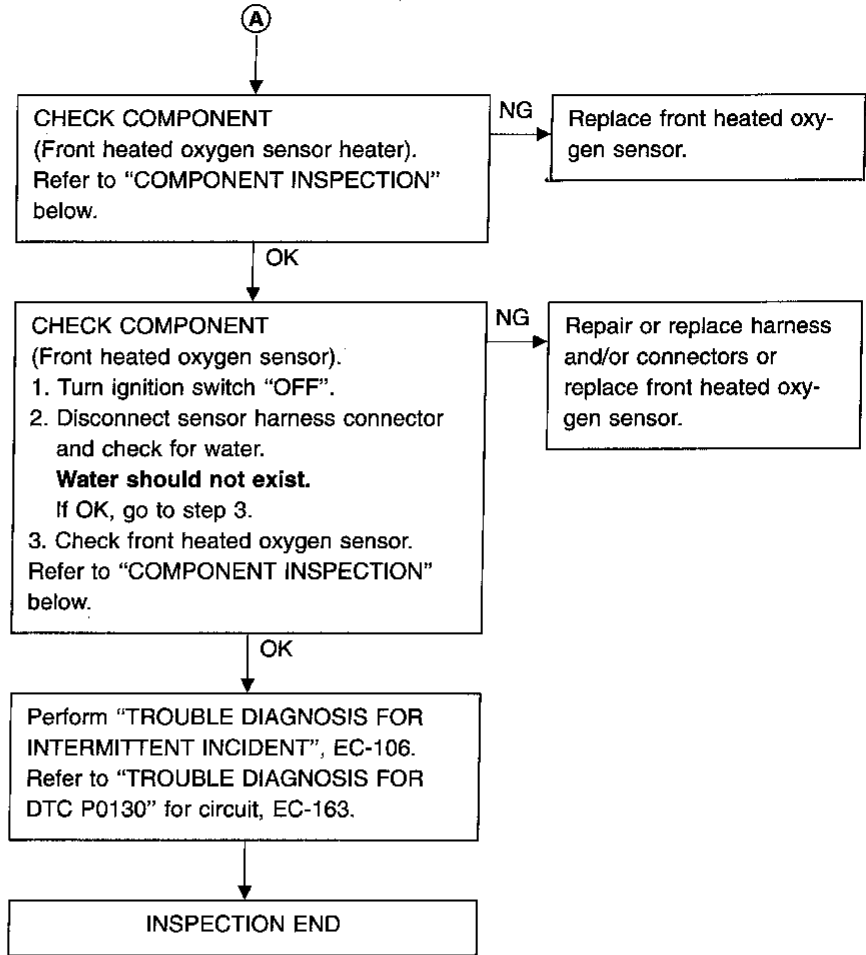 A
CHECK COMPONENT
(Front heated oxygen sensor heater).
Refer to “COMPONENT INSPECTION”
below.
NG
Replace front heated oxy-
gen sensor.
OK
CHECK COMPONENT
(Front heated oxygen sensor).
1. Turn ignition switch “OFF”.
2. Disconnect sensor harness connector
and check for water.
Water should not exist.
If OK, go to step 3.
3. Check front heated oxygen sensor.
Refer to “COMPONENT INSPECTION”
below.
NG
Repair or replace harness
and/or connectors or
replace front heated oxy-
gen sensor.
OK
Perform “TROUBLE DIAGNOSIS FOR
INTERMITTENT INCIDENT”, EC-106.
Refer to “TROUBLE DIAGNOSIS FOR
DTC P0130” for circuit, EC-163.
INSPECTION END